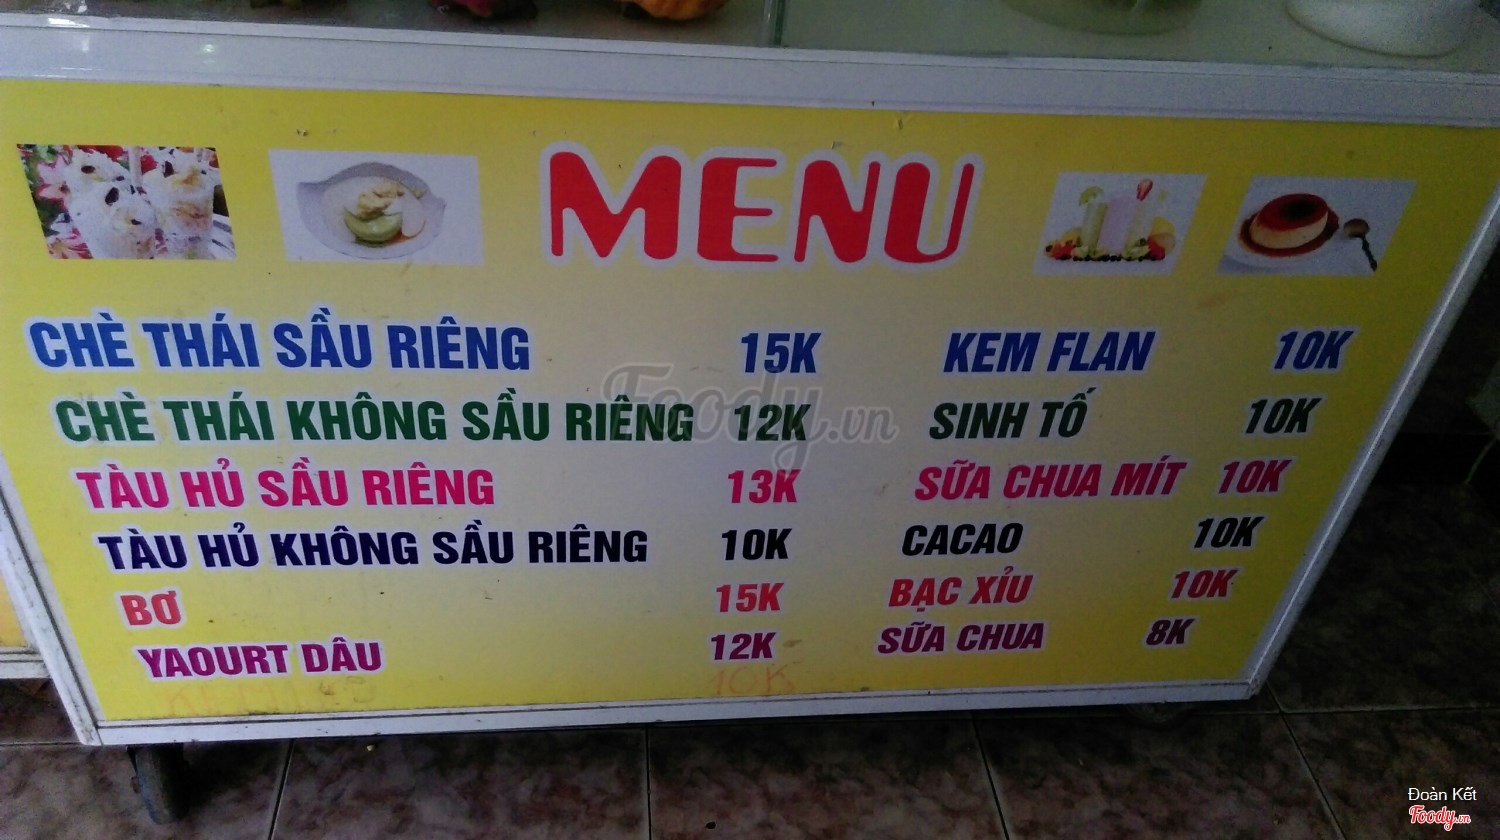 MENU
CHÈ THÁI SẦU RIÊNG 15K
CHÈ THÁI KHÔNG SẦU RIÊNG 12K
TÀU HỦ SẦU RIÊNG 13K
TÀU HỦ KHÔNG SẦU RIÊNG 10K
BƠ 15K
YAOURT DÂU 12K
10K
KEM FLAN 10K
SINH TỐ 10K
SỮA CHUA MÍT 10K
CACAO 10K
BẠC XỈU 10K
SỮA CHUA 8K
Foody.vn
Đoàn Kết
Foody.vn